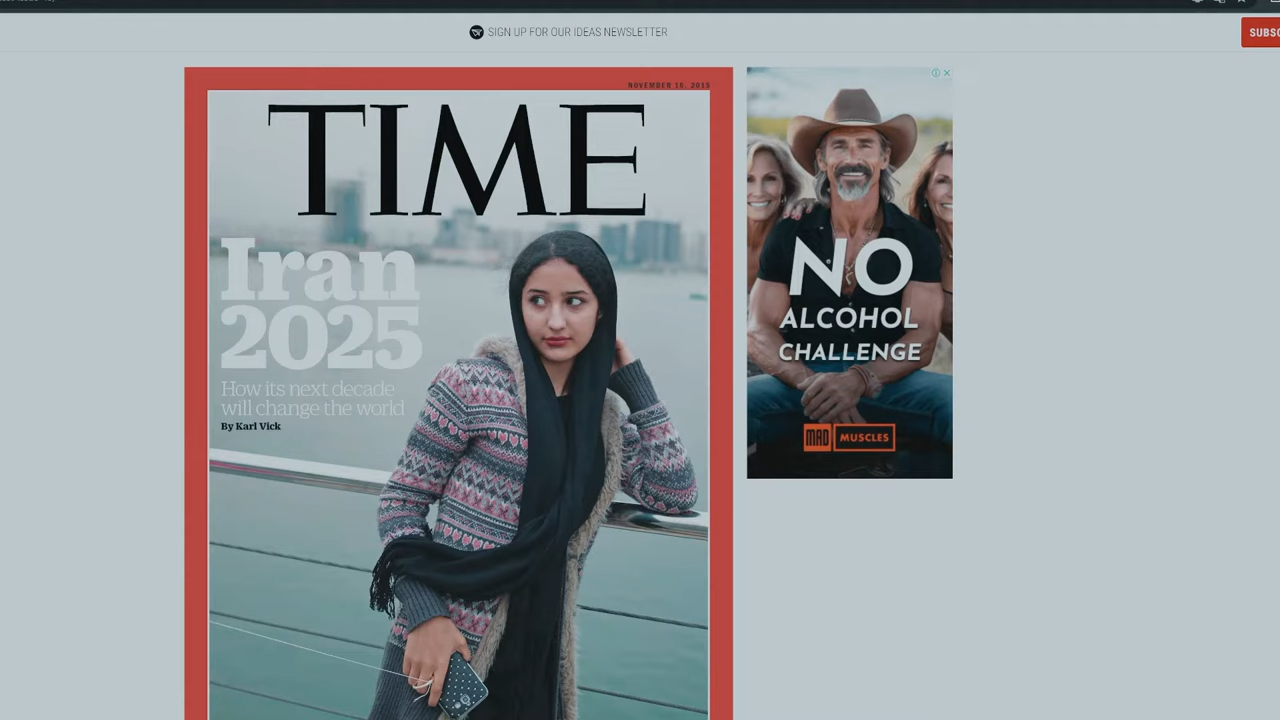 SIGN UP FOR OUR IDEAS NEWSLETTER
SUBSC
NOVEMBER 16, 2015
TIME
Iran
2025
How its next decade
will change the world
By Karl Vick
NO
ALCOHOL
CHALLENGE
MAD MUSCLES